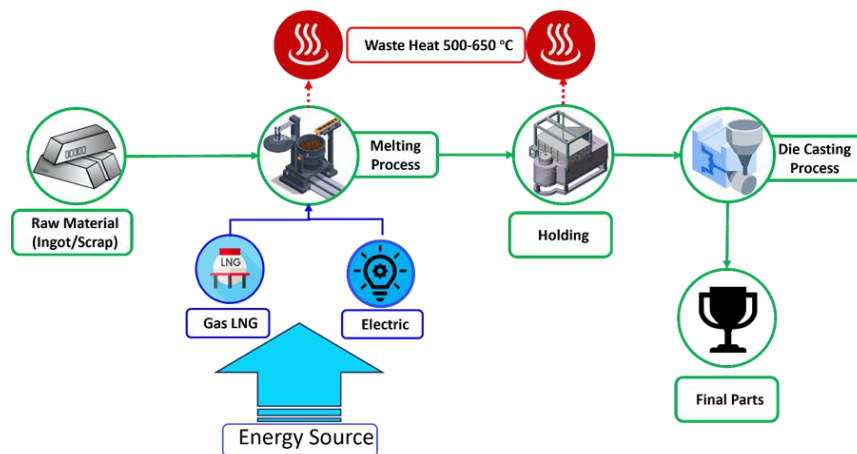 Waste Heat 500-650 °C
Melting
Process
Die Casting
Process
Raw Material
(Ingot/Scrap)
Holding
LNG
Gas LNG
Electric
Final Parts
Energy Source